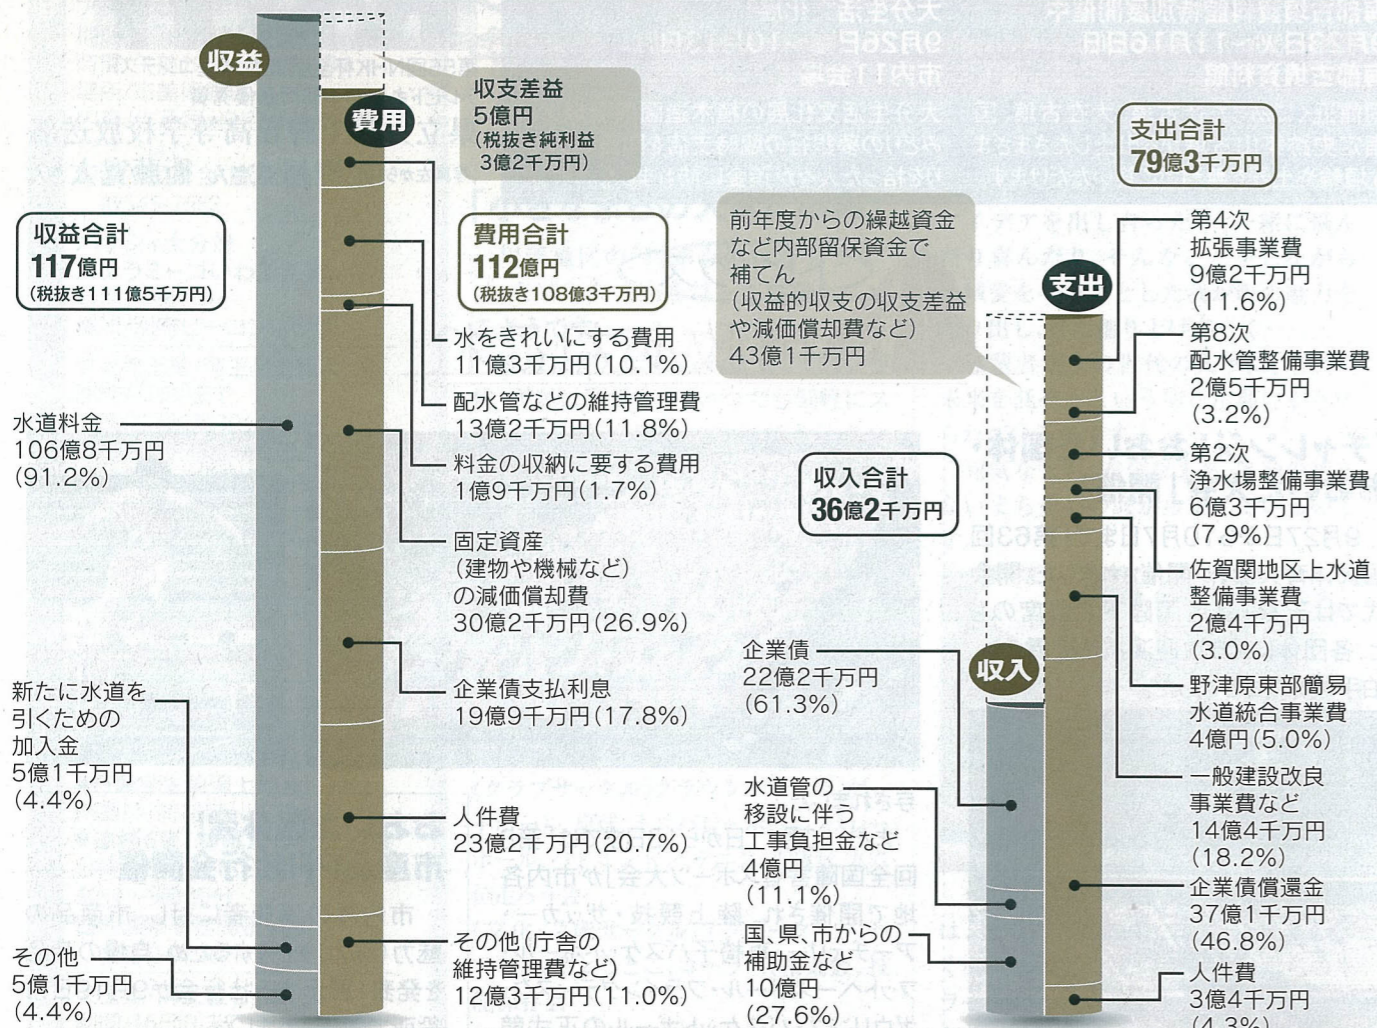 収益
費用
収支差益
5億円
(税抜き純利益
3億2千万円)
収益合計
117億円
(税抜き111億5千万円)
費用合計
112億円
(税抜き108億3千万円)
水道料金
106億8千万円
(91.2%)
新たに水道を
引くための
加入金
5億1千万円
(4.4%)
その他
5億1千万円
(4.4%)
水をきれいにする費用
11億3千万円(10.1%)
配水管などの維持管理費
13億2千万円(11.8%)
料金の収納に要する費用
1億9千万円(1.7%)
固定資産
(建物や機械など)
の減価償却費
30億2千万円(26.9%)
企業債支払利息
19億9千万円(17.8%)
人件費
23億2千万円(20.7%)
その他(庁舎の
維持管理費など)
12億3千万円(11.0%)
前年度からの繰越資金
など内部留保資金で
補てん
(収益的収支の収支差益
や減価償却費など)
43億1千万円
収入合計
36億2千万円
収入
企業債
22億2千万円
(61.3%)
水道管の
移設に伴う
工事負担金など
4億円
(11.1%)
国、県、市からの
補助金など
10億円
(27.6%)
支出合計
79億3千万円
支出
第4次
拡張事業費
9億2千万円
(11.6%)
第8次
配水管整備事業費
2億5千万円
(3.2%)
第2次
浄水場整備事業費
6億3千万円
(7.9%)
佐賀関地区上水道
整備事業費
2億4千万円
(3.0%)
野津原東部簡易
水道統合事業費
4億円(5.0%)
一般建設改良
事業費など
14億4千万円
(18.2%)
企業債償還金
37億1千万円
(46.8%)
人件費
3億4千万円
(4.3%)